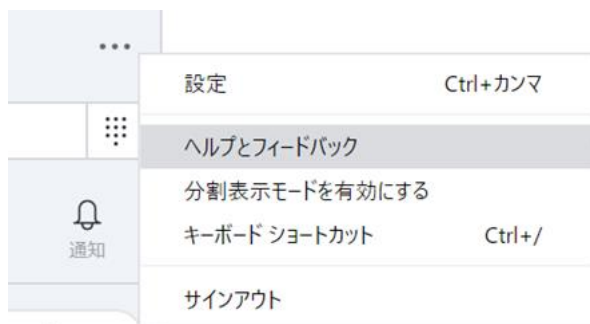 設定 Ctrl+カンマ
ヘルプとフィードバック
分割表示モードを有効にする
通知
キーボード ショートカット Ctrl+/
サインアウト